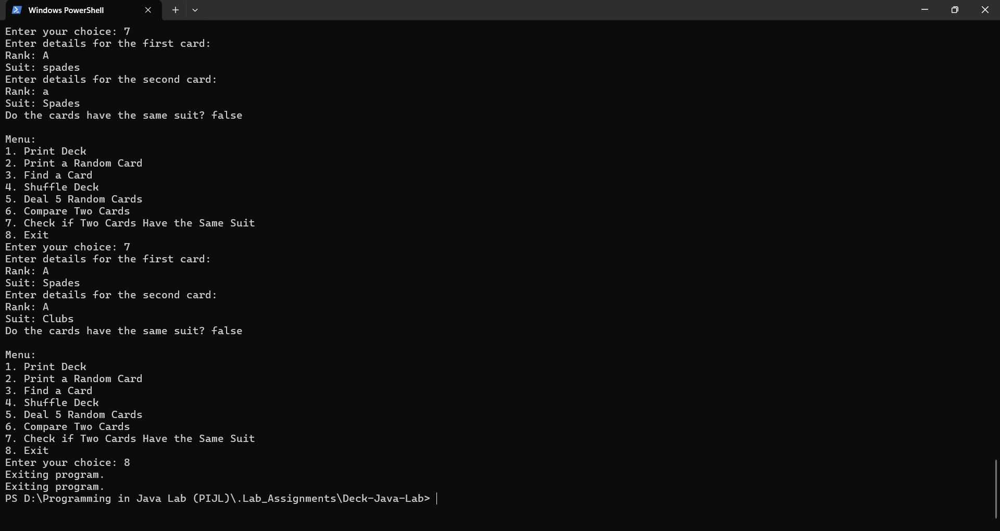 Windows PowerShell
Enter your choice: 7
Enter details for the first card:
Rank: A
Suit: spades
Enter details for the second card:
Rank: a
Suit: Spades
Do the cards have the same suit? false

Menu:
1. Print Deck
2. Print a Random Card
3. Find a Card
4. Shuffle Deck
5. Deal 5 Random Cards
6. Compare Two Cards
7. Check if Two Cards Have the Same Suit
8. Exit
Enter your choice: 7
Enter details for the first card:
Rank: A
Suit: Spades
Enter details for the second card:
Rank: A
Suit: Clubs
Do the cards have the same suit? false

Menu:
1. Print Deck
2. Print a Random Card
3. Find a Card
4. Shuffle Deck
5. Deal 5 Random Cards
6. Compare Two Cards
7. Check if Two Cards Have the Same Suit
8. Exit
Enter your choice: 8
Exiting program.
Exiting program.
PS D:\Programming in Java Lab (PIJL)\.Lab_Assignments\Deck-Java-Lab>